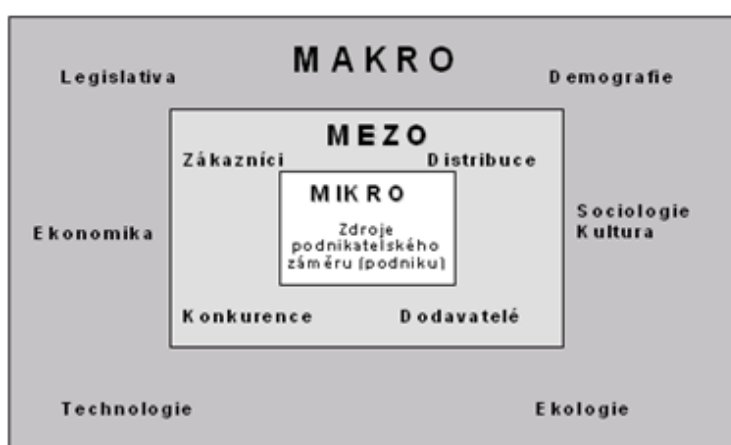 MAKRO
Legislativa
Demografie
MEZO
Zákazníci
Distribuce
MIKRO
Zdroje
podnikatelského
záměru (podniku)
Ekonomika
Sociologie
Kultura
Konkurence
Dodavatelé
Technologie
Ekologie